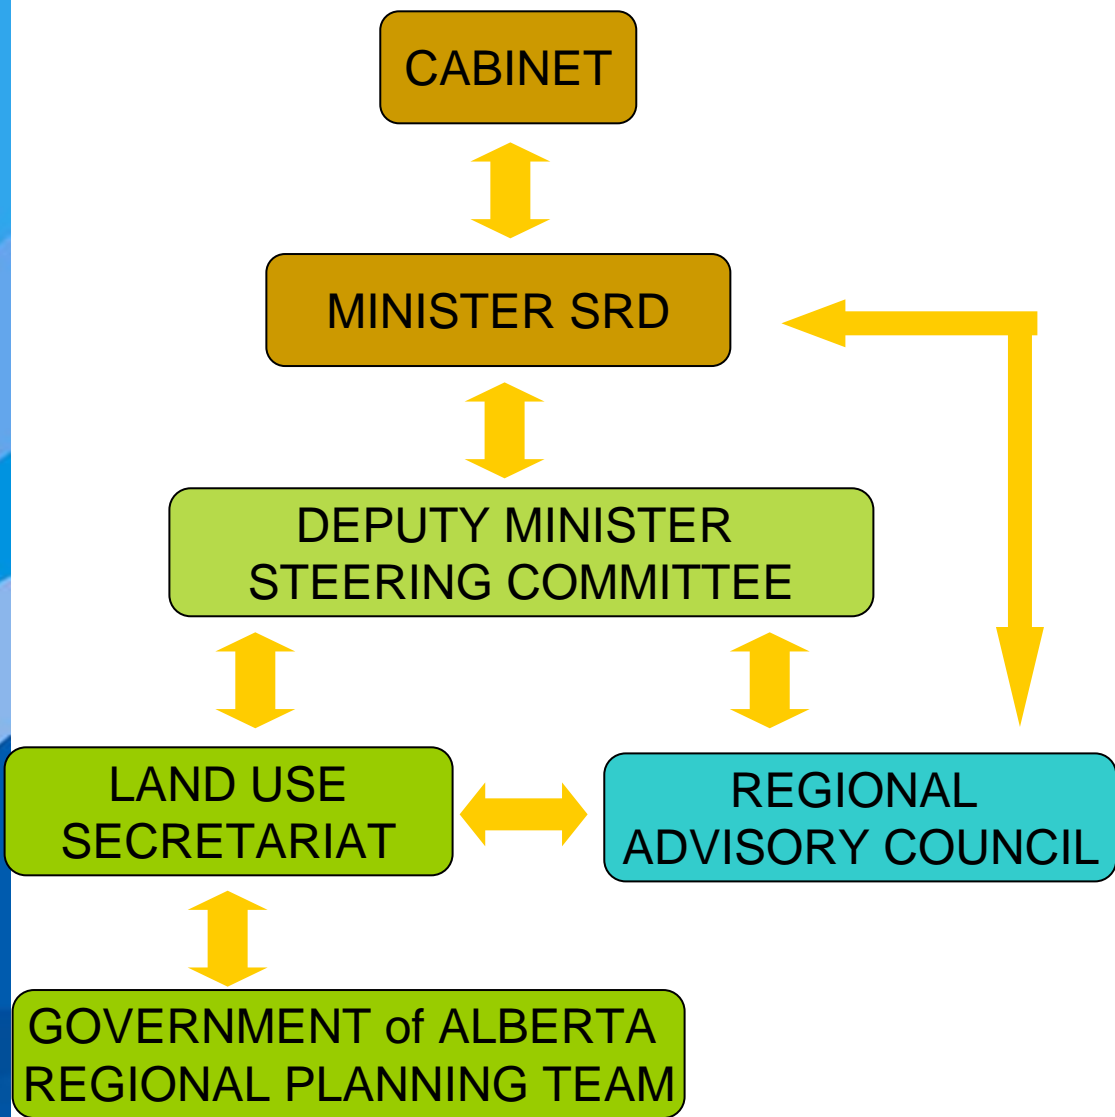 CABINET
MINISTER SRD
DEPUTY MINISTER
STEERING COMMITTEE
LAND USE
SECRETARIAT
REGIONAL
ADVISORY COUNCIL
GOVERNMENT of ALBERTA
REGIONAL PLANNING TEAM